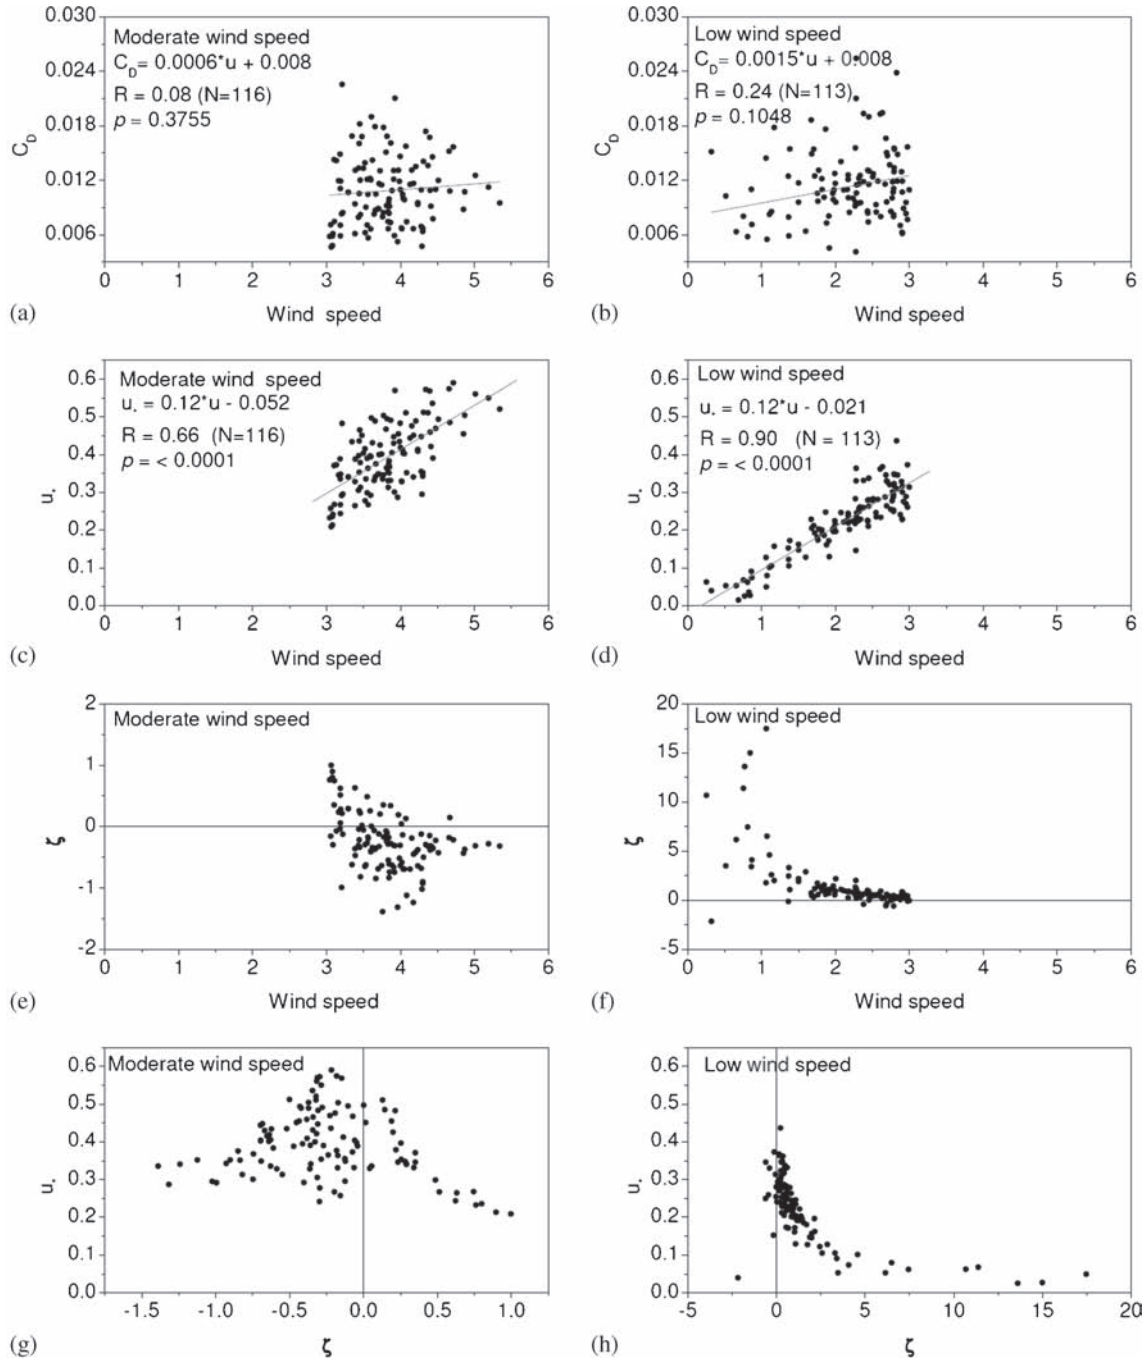 0.030
0.024
0.018
0.012
0.006
C_D
Moderate wind speed
C_D= 0.0006*u + 0.008
R = 0.08 (N=116)
p = 0.3755
0 1 2 3 4 5 6
(a) Wind speed
0.030
0.024
0.018
0.012
0.006
C_D
Low wind speed
C_D= 0.0015*u + 0.008
R = 0.24 (N=113)
p = 0.1048
0 1 2 3 4 5 6
(b) Wind speed
0.6
0.5
0.4
0.3
0.2
0.1
0.0
u*
Moderate wind speed
u* = 0.12*u - 0.052
R = 0.66 (N=116)
p = < 0.0001
0 1 2 3 4 5 6
(c) Wind speed
0.6
0.5
0.4
0.3
0.2
0.1
0.0
u*
Low wind speed
u* = 0.12*u - 0.021
R = 0.90 (N = 113)
p = < 0.0001
0 1 2 3 4 5 6
(d) Wind speed
2
1
0
-1
-2
ζ
Moderate wind speed
0 1 2 3 4 5 6
(e) Wind speed
20
15
10
5
0
-5
ζ
Low wind speed
0 1 2 3 4 5 6
(f) Wind speed
0.6
0.5
0.4
0.3
0.2
0.1
0.0
u*
Moderate wind speed
-1.5 -1.0 -0.5 0.0 0.5 1.0
(g) ζ
0.6
0.5
0.4
0.3
0.2
0.1
0.0
u*
Low wind speed
-5 0 5 10 15 20
(h) ζ